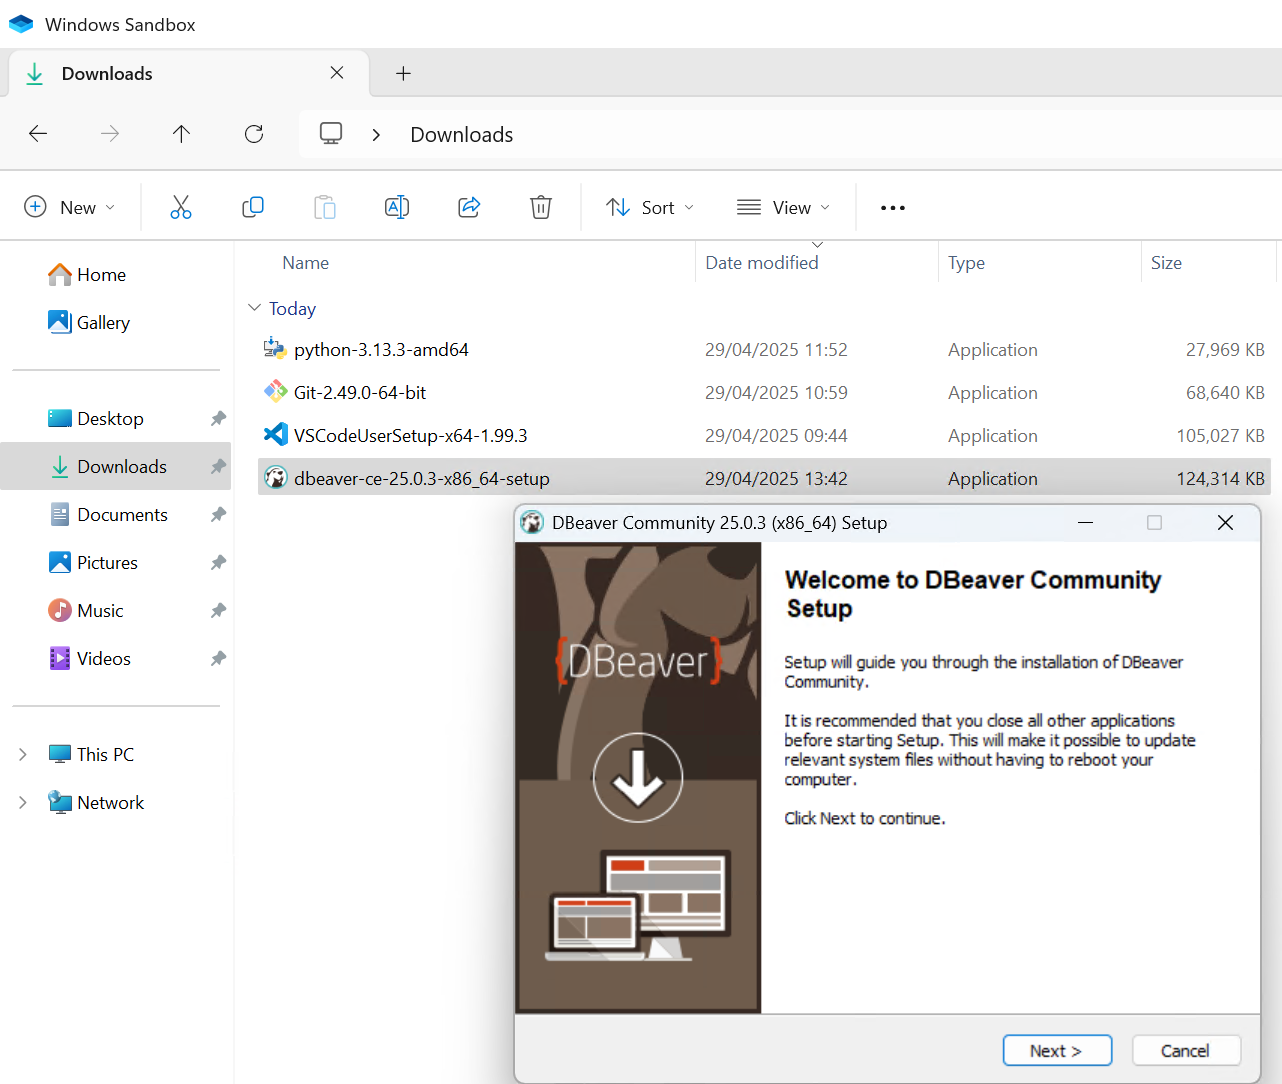 Windows Sandbox
Downloads
Downloads
New
Sort
View
Name Date modified Type Size
Home
Gallery
Desktop
Downloads
Documents
Pictures
Music
Videos
This PC
Network
Today
python-3.13.3-amd64 29/04/2025 11:52 Application 27,969 KB
Git-2.49.0-64-bit 29/04/2025 10:59 Application 68,640 KB
VSCodeUserSetup-x64-1.99.3 29/04/2025 09:44 Application 105,027 KB
dbeaver-ce-25.0.3-x86_64-setup 29/04/2025 13:42 Application 124,314 KB
DBeaver Community 25.0.3 (x86_64) Setup
{DBeaver}
Welcome to DBeaver Community
Setup
Setup will guide you through the installation of DBeaver
Community.
It is recommended that you close all other applications
before starting Setup. This will make it possible to update
relevant system files without having to reboot your
computer.
Click Next to continue.
Next >
Cancel